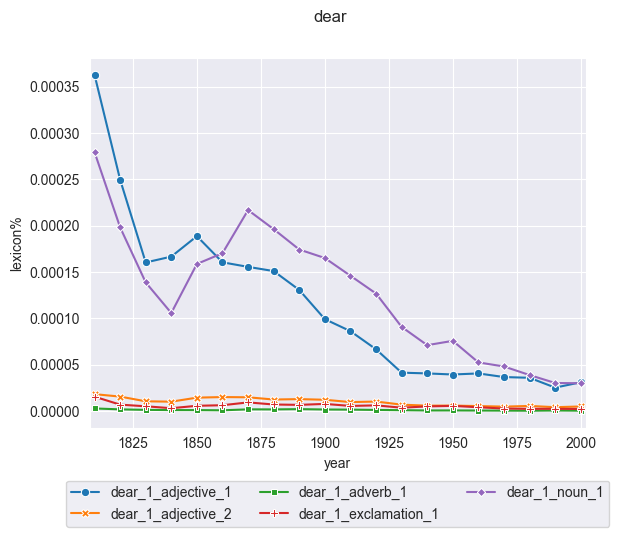 dear
0.00035
0.00030
0.00025
0.00020
0.00015
0.00010
0.00005
0.00000
lexicon%
1825 1850 1875 1900 1925 1950 1975 2000
year
dear_1_adjective_1 dear_1_adverb_1 dear_1_noun_1
dear_1_adjective_2 dear_1_exclamation_1